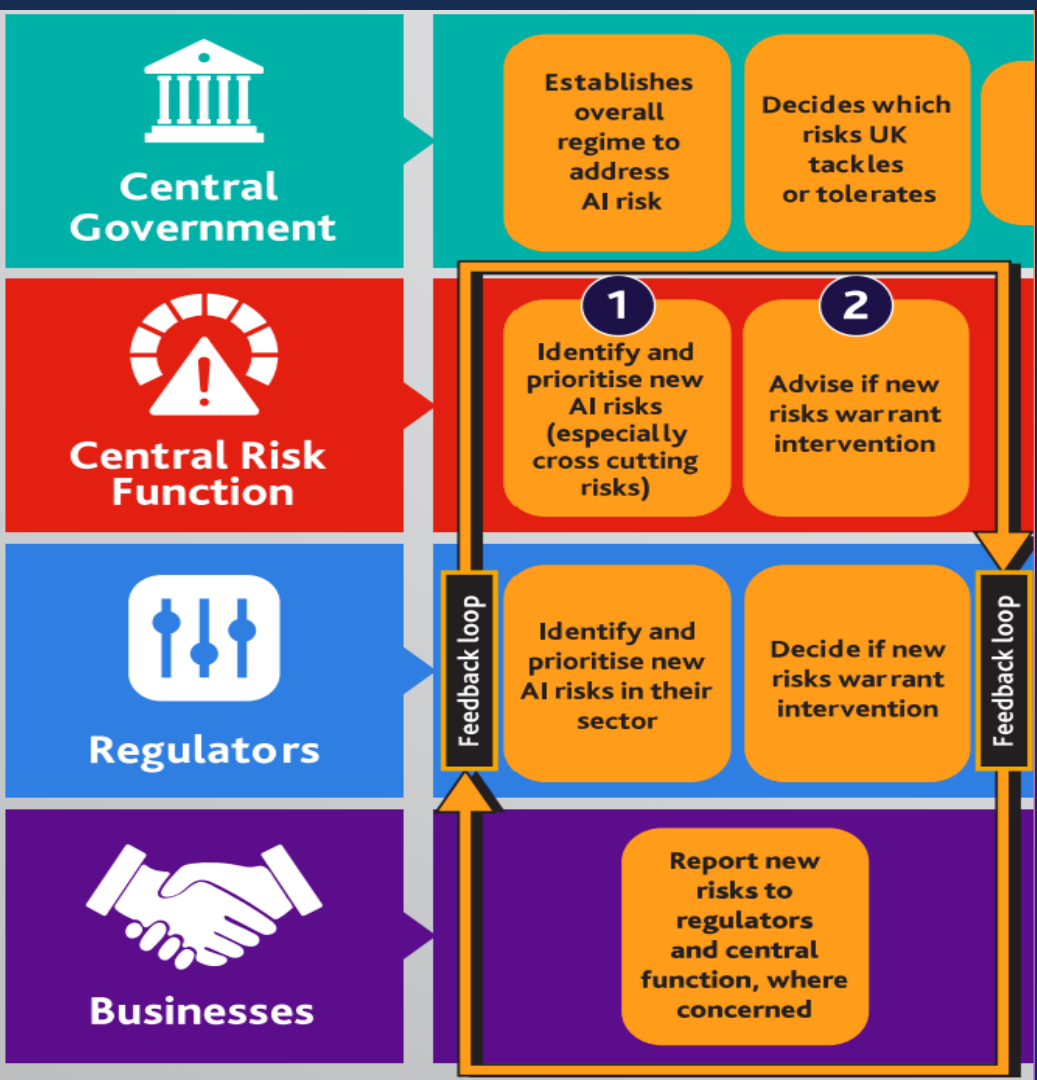 Central
Government
Establishes
overall
regime to
address
AI risk
Decides which
risks UK
tackles
or tolerates
Central Risk
Function
1
Identify and
prioritise new
AI risks
(especially
cross cutting
risks)
2
Advise if new
risks warrant
intervention
Regulators
Feedback loop
Identify and
prioritise new
AI risks in their
sector
Decide if new
risks warrant
intervention
Feedback loop
Businesses
Report new
risks to
regulators
and central
function, where
concerned